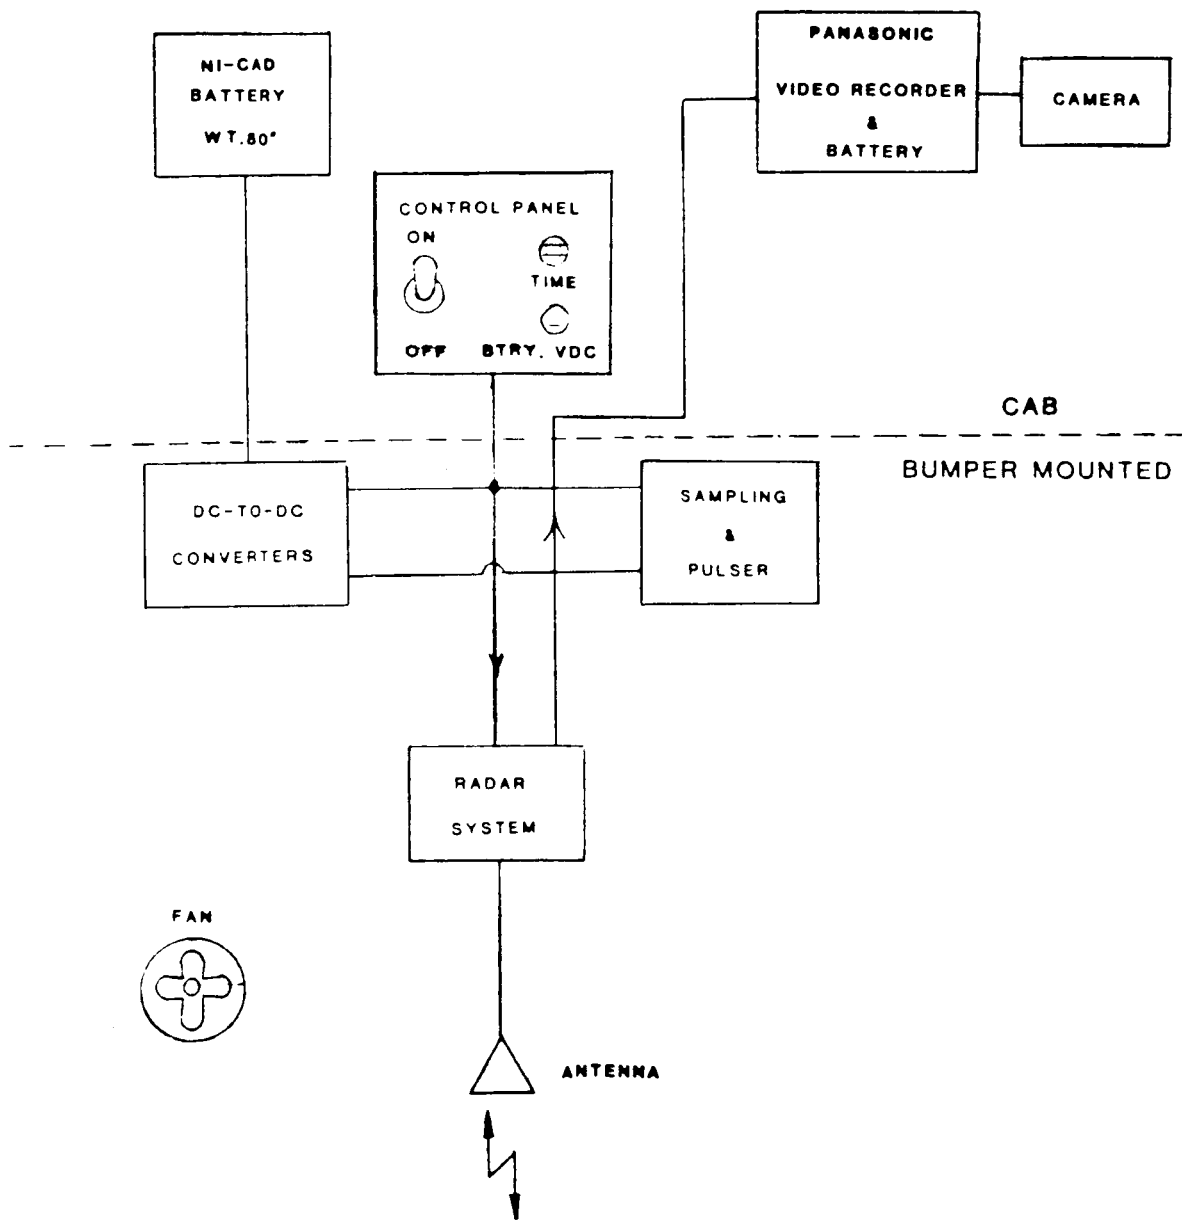 NI-CAD
BATTERY
WT.80"
PANASONIC
VIDEO RECORDER
&
BATTERY
CAMERA
CONTROL PANEL
ON
TIME
OFF
BTRY. VDC
CAB
BUMPER MOUNTED
DC-TO-DC
CONVERTERS
SAMPLING
&
PULSER
RADAR
SYSTEM
FAN
ANTENNA